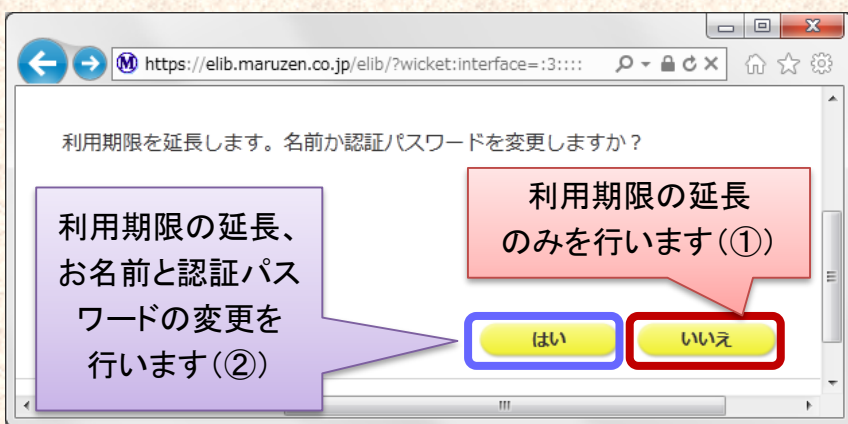 https://elib.maruzen.co.jp/elib/?wicket:interface=:3::::
利用期限を延長します。名前か認証パスワードを変更しますか？
利用期限の延長、
お名前と認証パス
ワードの変更を
行います(②)
利用期限の延長
のみを行います(①)
はい
いいえ